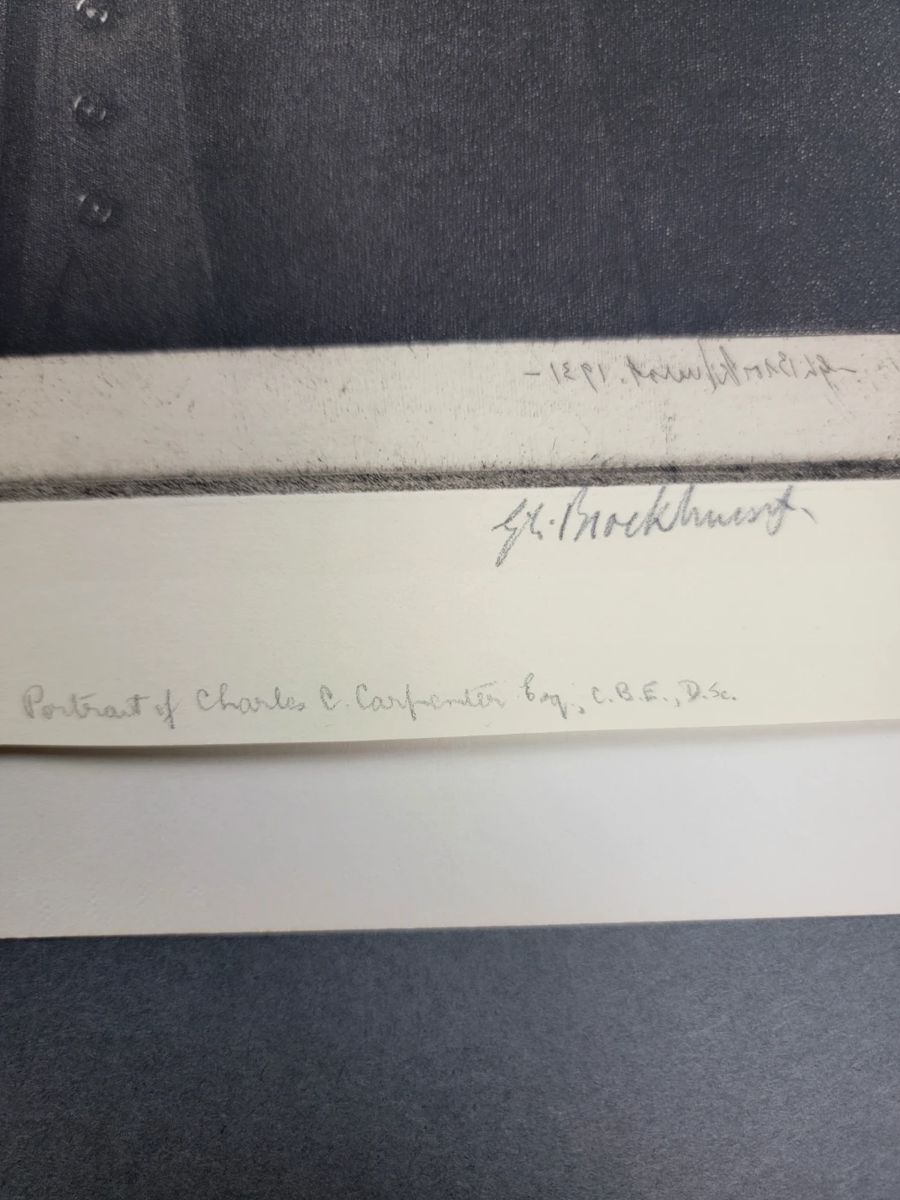 – G.L. Brockhurst. 1931 –
G.L. Brockhurst.
Portrait of Charles C. Carpenter Esq., C.B.E., D.Sc.